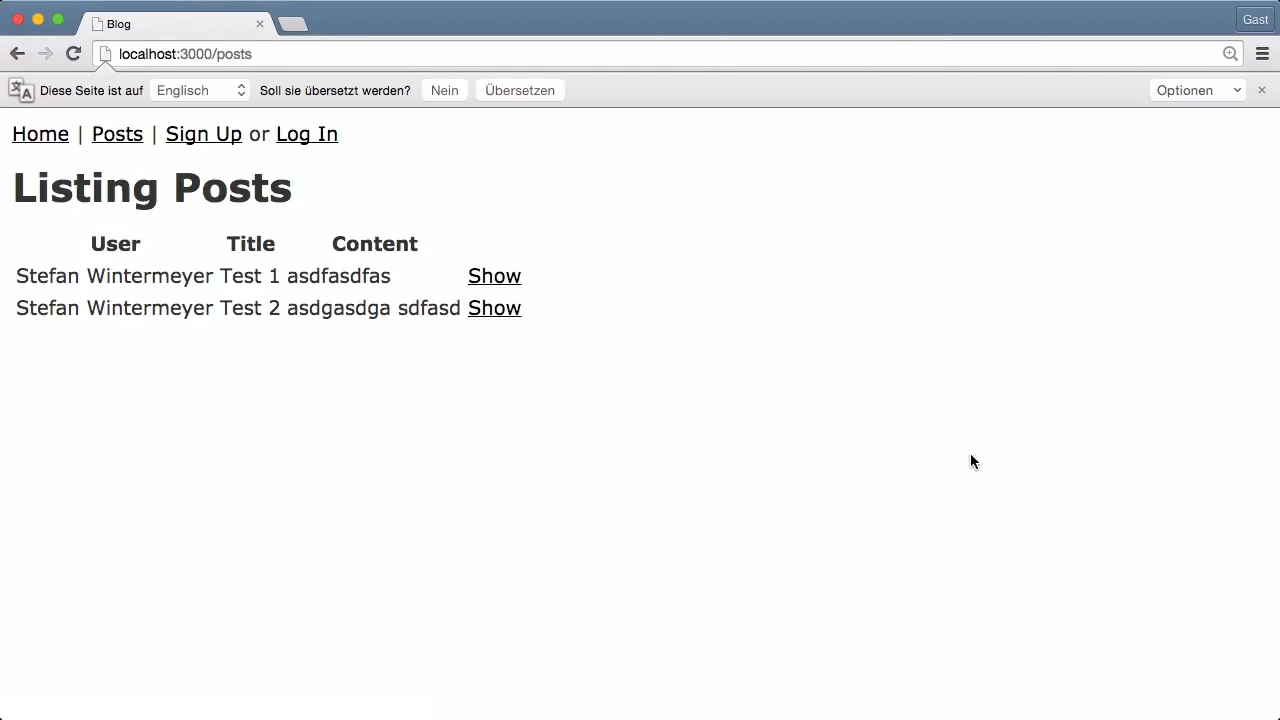 Blog
Gast
localhost:3000/posts
Diese Seite ist auf Englisch Soll sie übersetzt werden? Nein Übersetzen Optionen
Home | Posts | Sign Up or Log In
Listing Posts
User Title Content
Stefan Wintermeyer Test 1 asdfasdfas Show
Stefan Wintermeyer Test 2 asdgasdga sdfasd Show